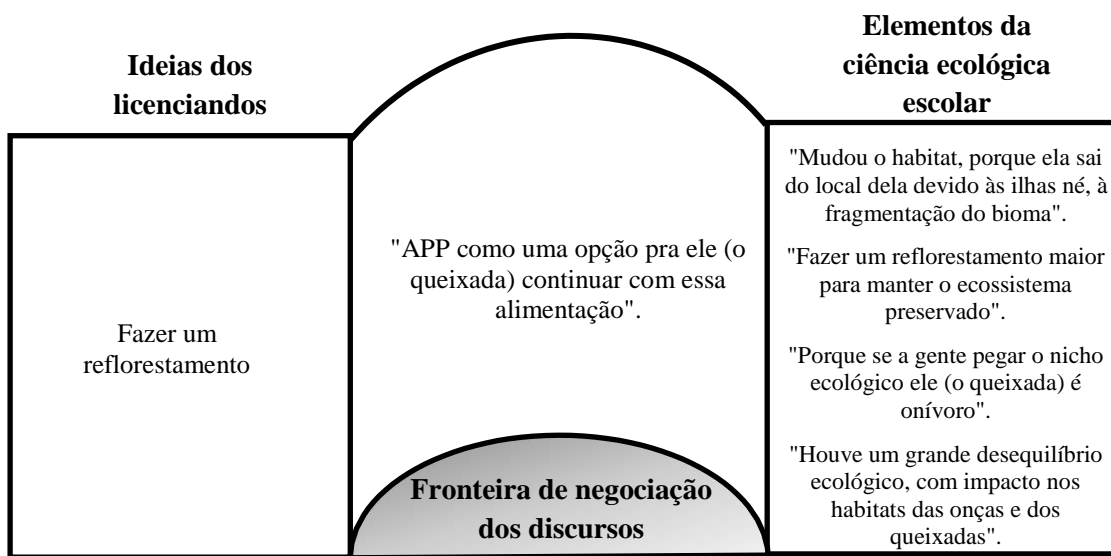 Ideias dos
licenciandos
Fazer um
reflorestamento
"APP como uma opção pra ele (o
queixada) continuar com essa
alimentação".
Fronteira de negociação
dos discursos
Elementos da
ciência ecológica
escolar
"Mudou o habitat, porque ela sai
do local dela devido às ilhas né, à
fragmentação do bioma".
"Fazer um reflorestamento maior
para manter o ecossistema
preservado".
"Porque se a gente pegar o nicho
ecológico ele (o queixada) é
onívoro".
"Houve um grande desequilíbrio
ecológico, com impacto nos
habitats das onças e dos
queixadas".